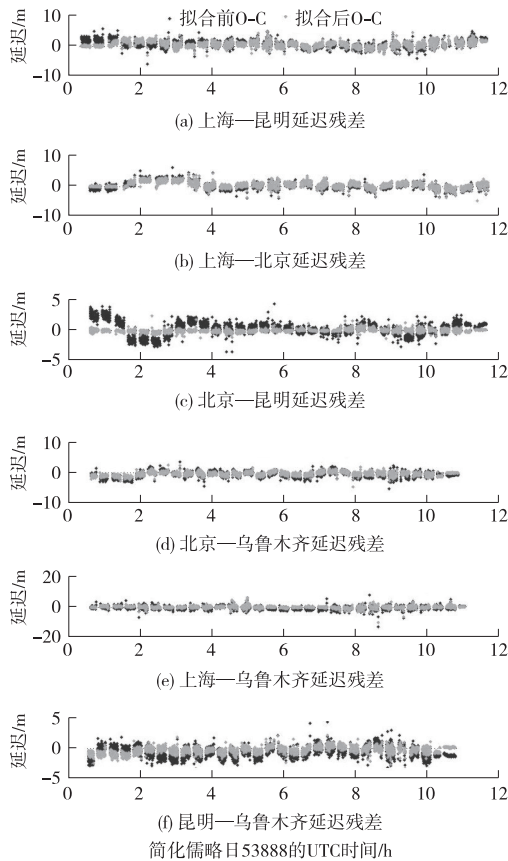 拟合前O-C 拟合后O-C
延迟/m
10
0
−10
0 2 4 6 8 10 12
(a) 上海—昆明延迟残差
延迟/m
10
0
−10
0 2 4 6 8 10 12
(b) 上海—北京延迟残差
延迟/m
5
0
−5
0 2 4 6 8 10 12
(c) 北京—昆明延迟残差
延迟/m
10
0
−10
0 2 4 6 8 10 12
(d) 北京—乌鲁木齐延迟残差
延迟/m
20
0
−20
0 2 4 6 8 10 12
(e) 上海—乌鲁木齐延迟残差
延迟/m
5
0
−5
0 2 4 6 8 10 12
(f) 昆明—乌鲁木齐延迟残差
简化儒略日53888的UTC时间/h